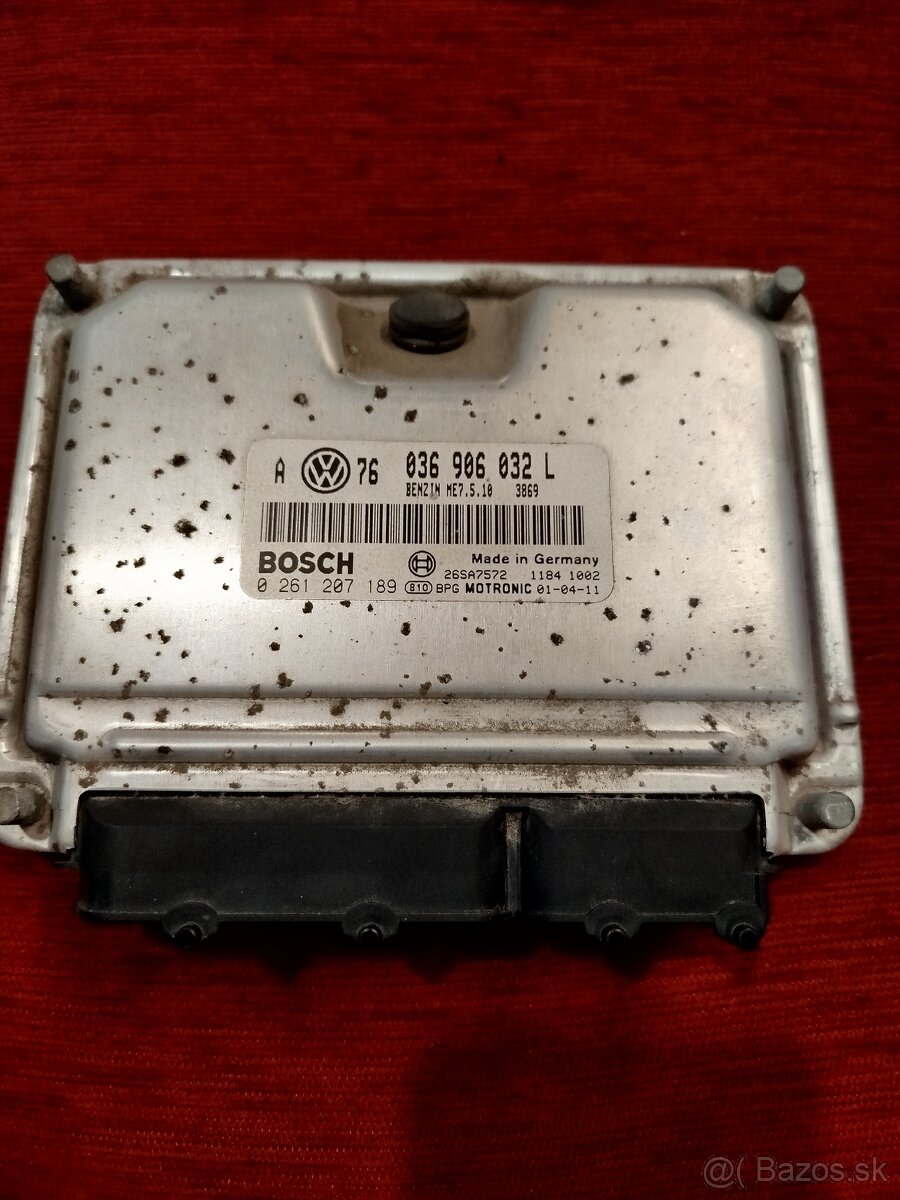 A VW 76 036 906 032 L
BENZIN ME7.5.10 3869
BOSCH Made in Germany
26SA7572 1184 1002
0 261 207 189 810 BPG MOTRONIC 01-04-11
@( Bazos.sk